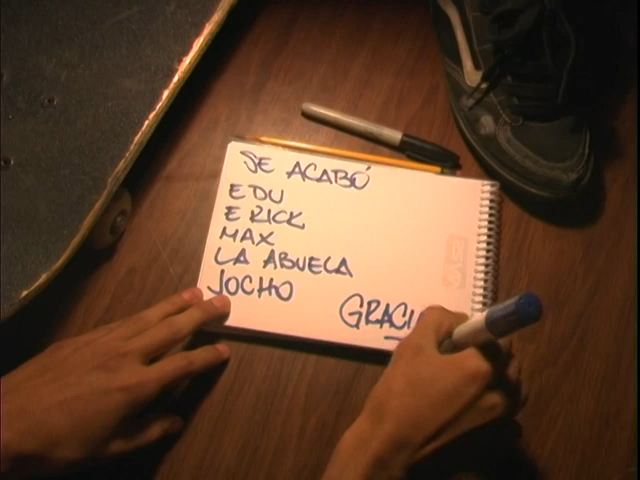 SE ACABÓ
EDU
ERICK
MAX
LA ABUELA
JOCHO
GRACI